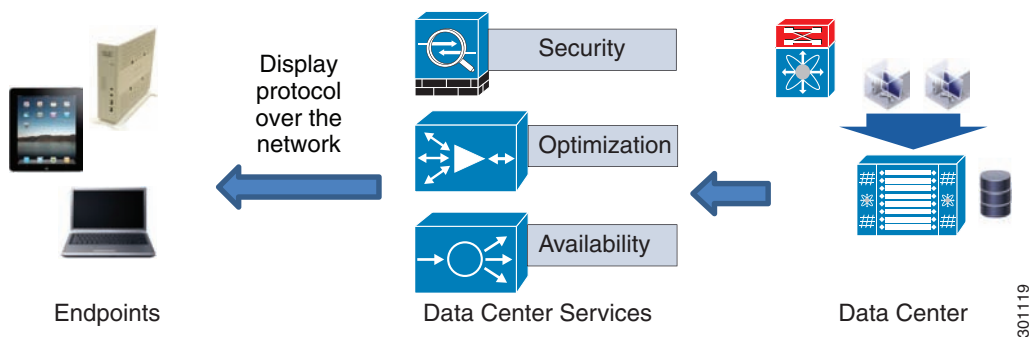 Display
protocol
over the
network
Security
Optimization
Availability
Endpoints
Data Center Services
Data Center
301119